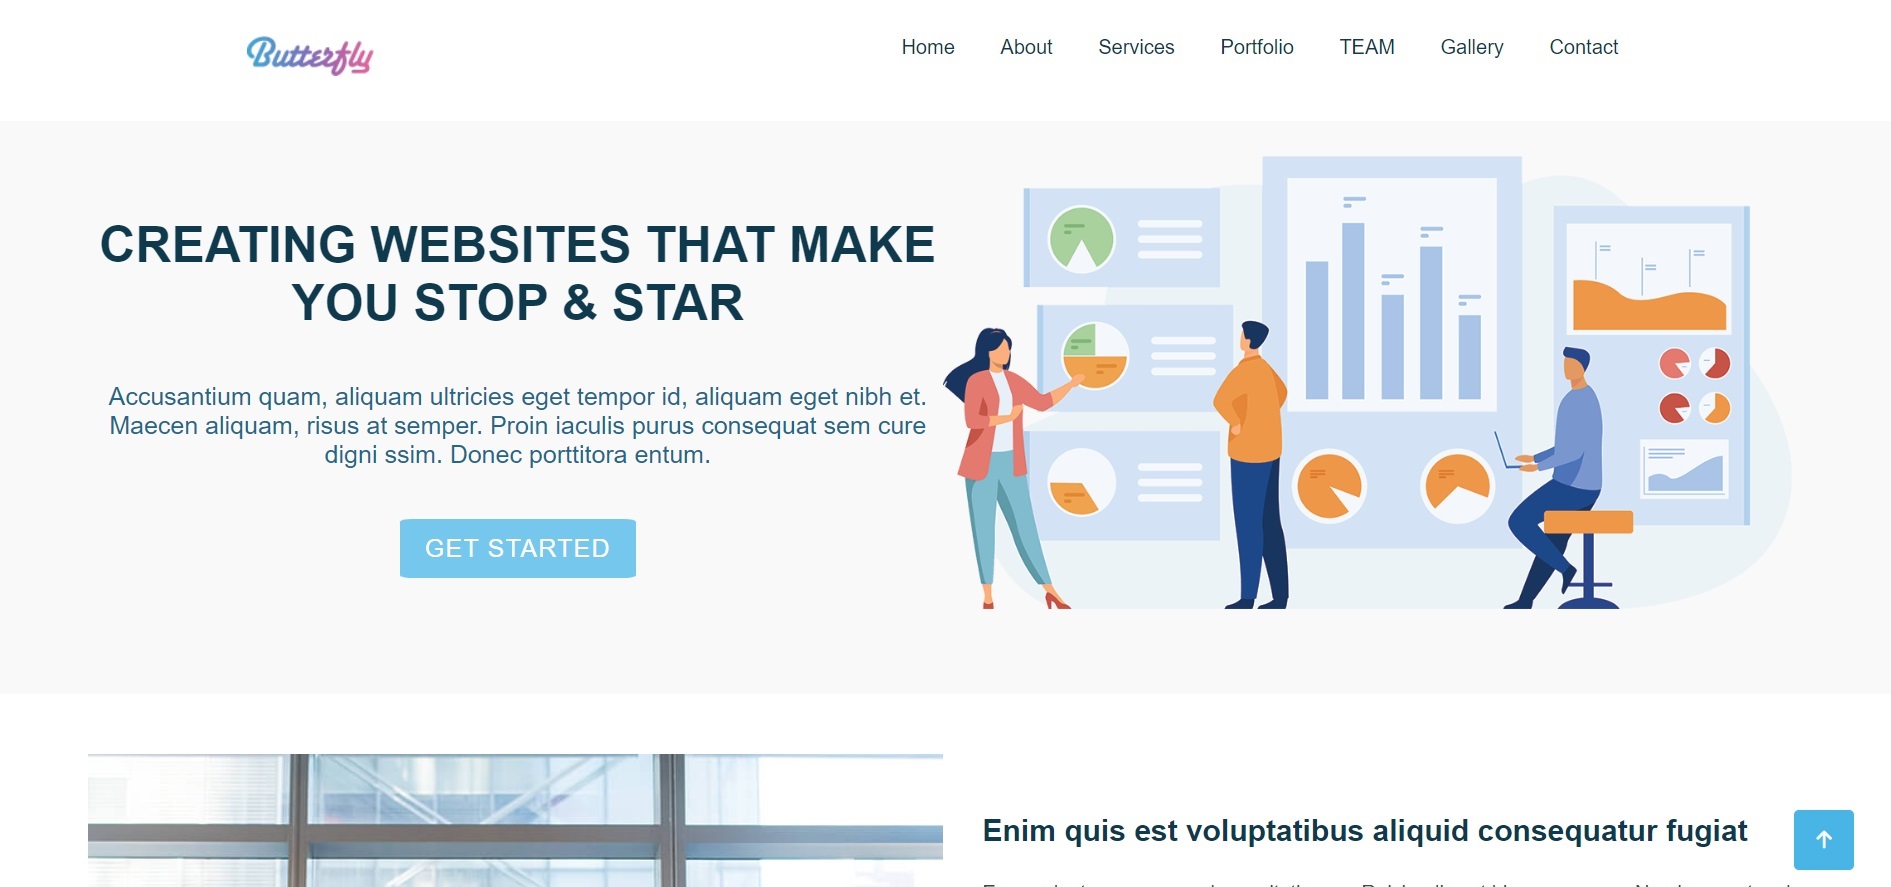 Butterfly
Home About Services Portfolio TEAM Gallery Contact
CREATING WEBSITES THAT MAKE
YOU STOP & STAR
Accusantium quam, aliquam ultricies eget tempor id, aliquam eget nibh et.
Maecen aliquam, risus at semper. Proin iaculis purus consequat sem cure
digni ssim. Donec porttitora entum.
GET STARTED
Enim quis est voluptatibus aliquid consequatur fugiat